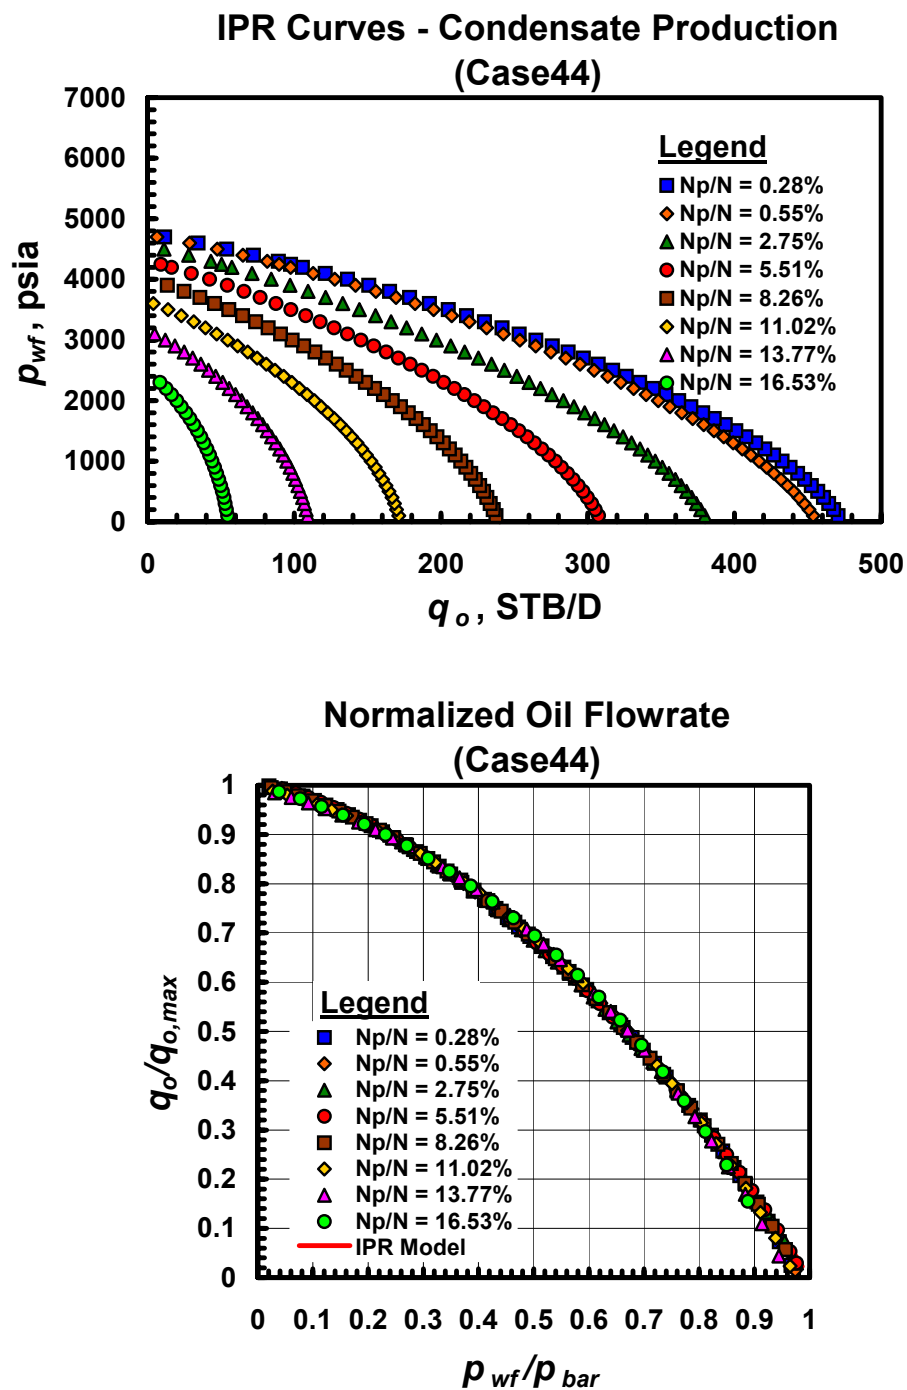 IPR Curves - Condensate Production
(Case44)
7000
6000
5000
4000
3000
2000
1000
0
p_wf, psia
Legend
Np/N = 0.28%
Np/N = 0.55%
Np/N = 2.75%
Np/N = 5.51%
Np/N = 8.26%
Np/N = 11.02%
Np/N = 13.77%
Np/N = 16.53%
0 100 200 300 400 500
q_o, STB/D
Normalized Oil Flowrate
(Case44)
1
0.9
0.8
0.7
0.6
0.5
0.4
0.3
0.2
0.1
0
q_o/q_o,max
Legend
Np/N = 0.28%
Np/N = 0.55%
Np/N = 2.75%
Np/N = 5.51%
Np/N = 8.26%
Np/N = 11.02%
Np/N = 13.77%
Np/N = 16.53%
IPR Model
0 0.1 0.2 0.3 0.4 0.5 0.6 0.7 0.8 0.9 1
p_wf/p_bar